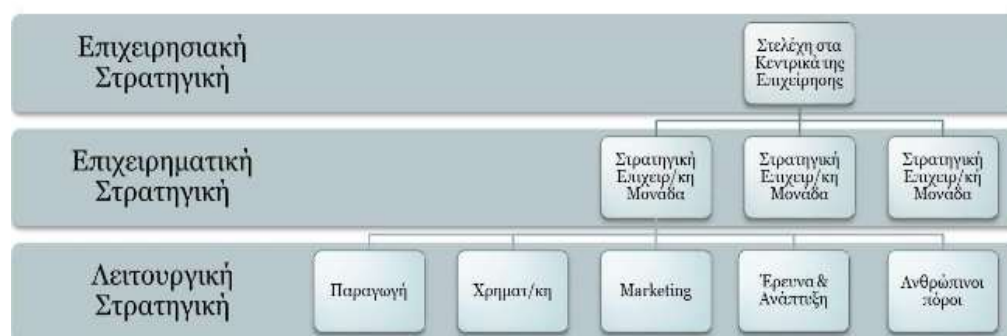 Επιχειρησιακή
Στρατηγική
Στελέχη στα
Κεντρικά της
Επιχείρησης
Επιχειρηματική
Στρατηγική
Στρατηγική
Επιχειρ/κη
Μονάδα
Στρατηγική
Επιχειρ/κη
Μονάδα
Στρατηγική
Επιχειρ/κη
Μονάδα
Λειτουργική
Στρατηγική
Παραγωγή
Χρηματ/κη
Marketing
Έρευνα &
Ανάπτυξη
Ανθρώπινοι
πόροι